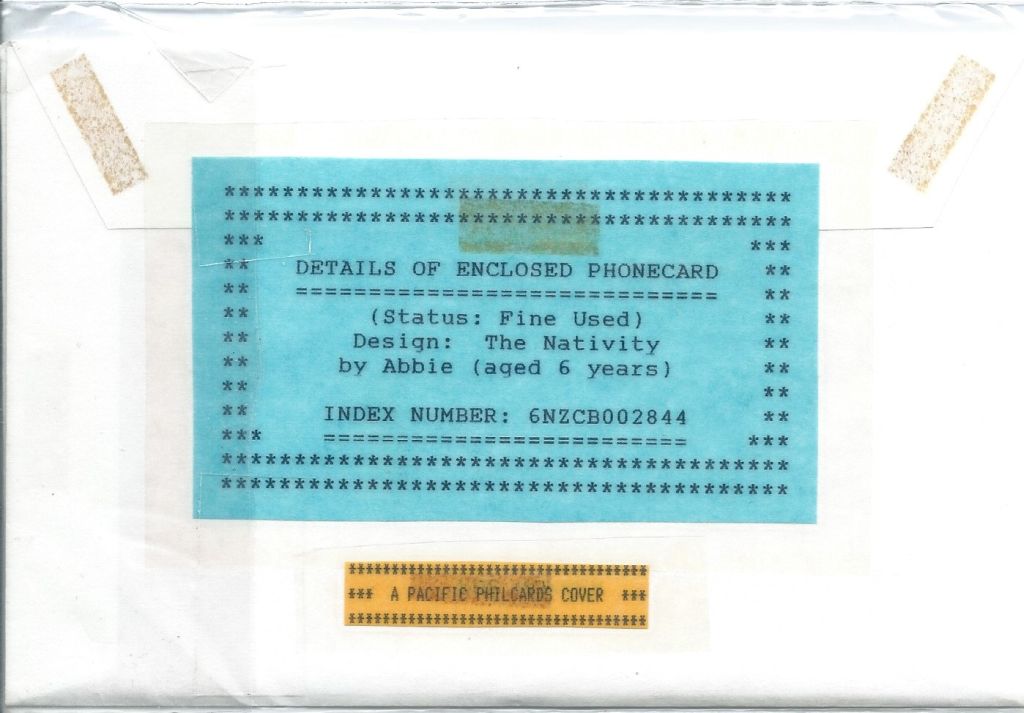 ***************************************
***************************************
*** ***
** DETAILS OF ENCLOSED PHONECARD **
** ============================= **
** (Status: Fine Used) **
** Design: The Nativity **
** by Abbie (aged 6 years) **
** **
** INDEX NUMBER: 6NZCB002844 **
*** ========================= ***
***************************************
***************************************
***********************************
*** A PACIFIC PHILCARDS COVER ***
***********************************